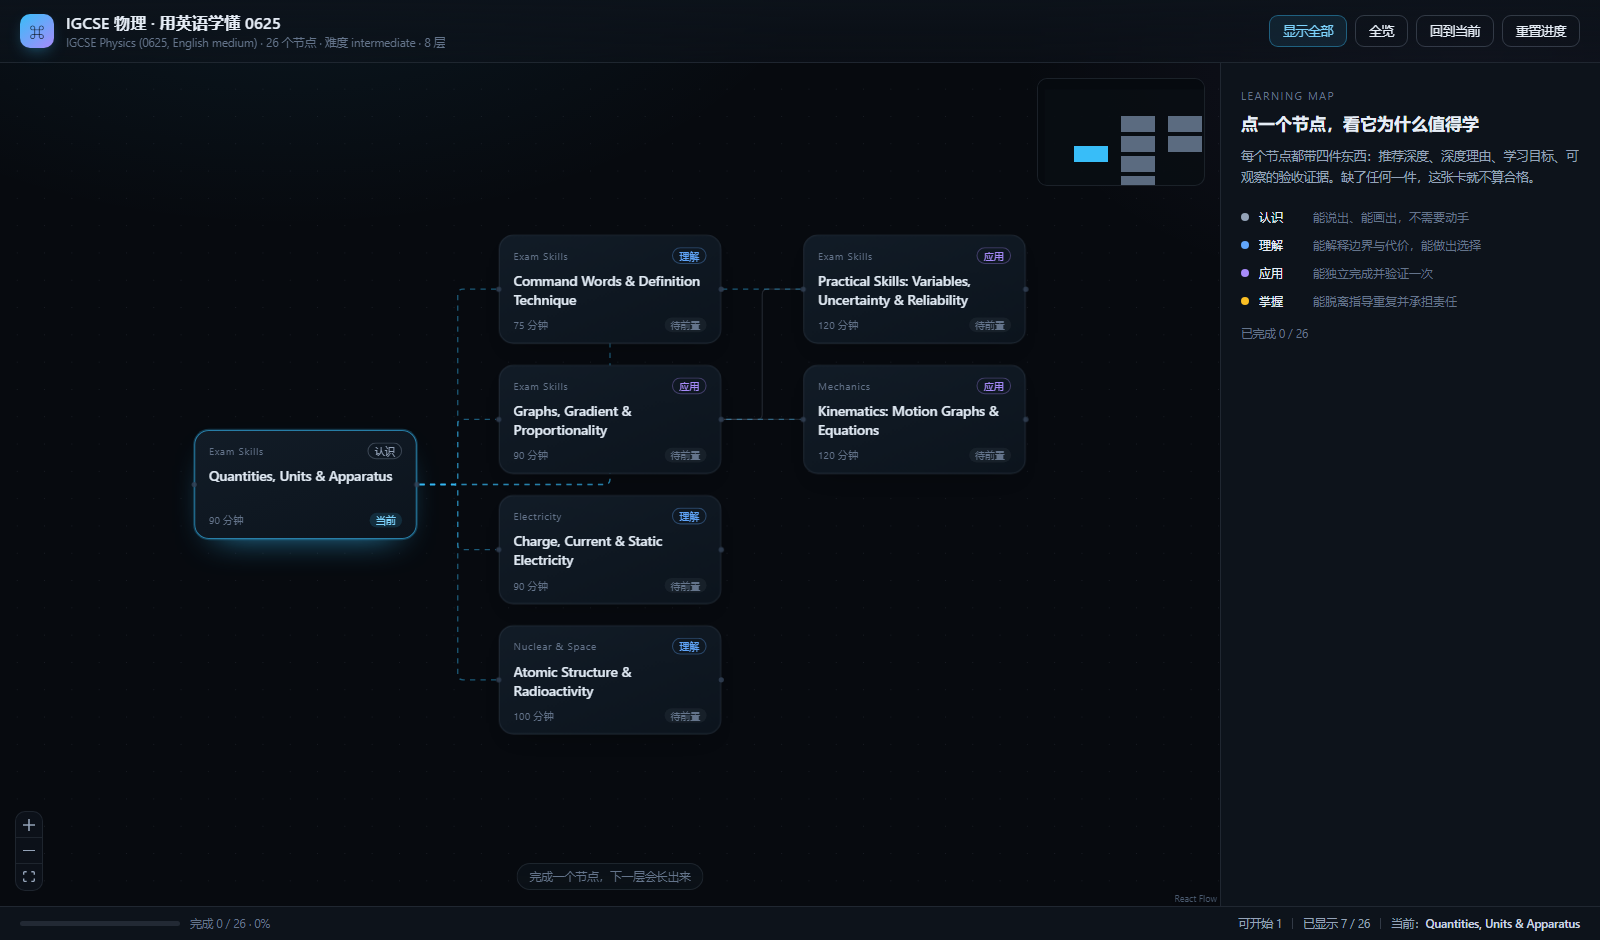 IGCSE 物理 · 用英语学懂 0625
IGCSE Physics (0625, English medium) · 26 个节点 · 难度 intermediate · 8 层
显示全部
全览
回到当前
重置进度
Exam Skills
认识
Quantities, Units & Apparatus
90 分钟
当前
Exam Skills
理解
Command Words & Definition
Technique
75 分钟
待前置
Exam Skills
应用
Graphs, Gradient &
Proportionality
90 分钟
待前置
Electricity
理解
Charge, Current & Static
Electricity
90 分钟
待前置
Nuclear & Space
理解
Atomic Structure &
Radioactivity
100 分钟
待前置
Exam Skills
应用
Practical Skills: Variables,
Uncertainty & Reliability
120 分钟
待前置
Mechanics
应用
Kinematics: Motion Graphs &
Equations
120 分钟
待前置
完成一个节点，下一层会长出来
React Flow
LEARNING MAP
点一个节点，看它为什么值得学
每个节点都带四件东西：推荐深度、深度理由、学习目标、可
观察的验收证据。缺了任何一件，这张卡就不算合格。
认识 能说出、能画出，不需要动手
理解 能解释边界与代价，能做出选择
应用 能独立完成并验证一次
掌握 能脱离指导重复并承担责任
已完成 0 / 26
完成 0 / 26 · 0%
可开始 1
已显示 7 / 26
当前：Quantities, Units & Apparatus